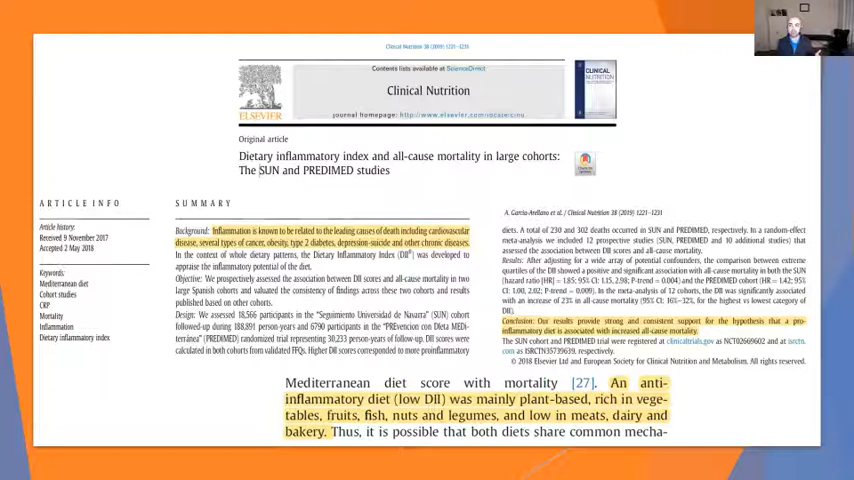 Clinical Nutrition 38 (2019) 1221–1231
Contents lists available at ScienceDirect
Clinical Nutrition
journal homepage: http://www.elsevier.com/locate/clnu
ELSEVIER
CLINICAL
NUTRITION
Original article
Dietary inflammatory index and all-cause mortality in large cohorts:
The SUN and PREDIMED studies
ARTICLE INFO
Article history:
Received 9 November 2017
Accepted 2 May 2018
Keywords:
Mediterranean diet
Cohort studies
CRP
Mortality
Inflammation
Dietary inflammatory index
SUMMARY
Background: Inflammation is known to be related to the leading causes of death including cardiovascular
disease, several types of cancer, obesity, type 2 diabetes, depression-suicide and other chronic diseases.
In the context of whole dietary patterns, the Dietary Inflammatory Index (DII®) was developed to
appraise the inflammatory potential of the diet.
Objective: We prospectively assessed the association between DII scores and all-cause mortality in two
large Spanish cohorts and valuated the consistency of findings across these two cohorts and results
published based on other cohorts.
Design: We assessed 18,566 participants in the "Seguimiento Universidad de Navarra" (SUN) cohort
followed-up during 188,891 person-years and 6790 participants in the "PREvencion con DIeta MEDI-
terránea" (PREDIMED) randomized trial representing 30,233 person-years of follow-up. DII scores were
calculated in both cohorts from validated FFQs. Higher DII scores corresponded to more proinflammatory
A. Garcia-Arellano et al. / Clinical Nutrition 38 (2019) 1221–1231
diets. A total of 230 and 302 deaths occurred in SUN and PREDIMED, respectively. In a random-effect
meta-analysis we included 12 prospective studies (SUN, PREDIMED and 10 additional studies) that
assessed the association between DII scores and all-cause mortality.
Results: After adjusting for a wide array of potential confounders, the comparison between extreme
quartiles of the DII showed a positive and significant association with all-cause mortality in both the SUN
(hazard ratio [HR] = 1.85; 95% CI: 1.15, 2.98; P-trend = 0.004) and the PREDIMED cohort (HR = 1.42; 95%
CI: 1.00, 2.02; P-trend = 0.009). In the meta-analysis of 12 cohorts, the DII was significantly associated
with an increase of 23% in all-cause mortality (95% CI: 16%–32%, for the highest vs lowest category of
DII).
Conclusion: Our results provide strong and consistent support for the hypothesis that a pro-
inflammatory diet is associated with increased all-cause mortality.
The SUN cohort and PREDIMED trial were registered at clinicaltrials.gov as NCT02669602 and at isrctn.
com as ISRCTN35739639, respectively.
© 2018 Elsevier Ltd and European Society for Clinical Nutrition and Metabolism. All rights reserved.
Mediterranean diet score with mortality [27]. An anti-
inflammatory diet (low DII) was mainly plant-based, rich in vege-
tables, fruits, fish, nuts and legumes, and low in meats, dairy and
bakery. Thus, it is possible that both diets share common mecha-